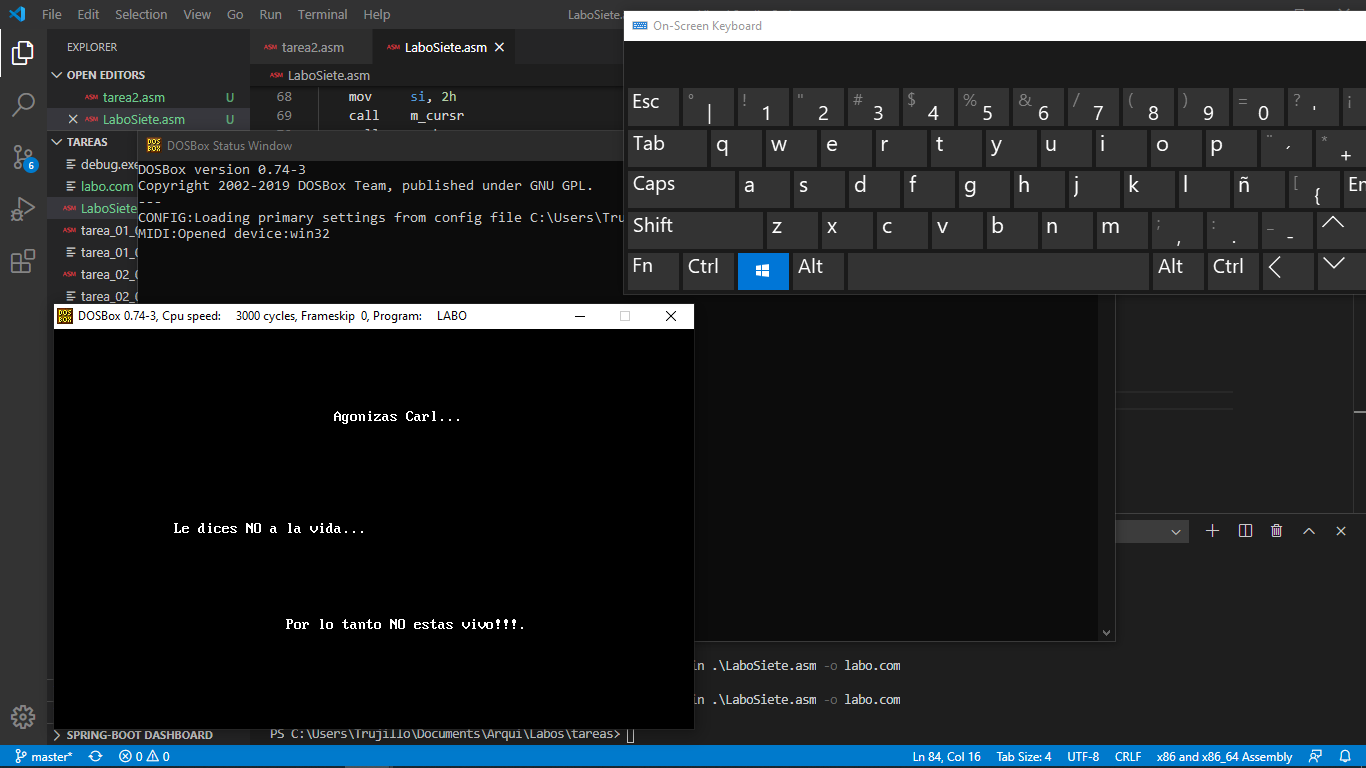 File Edit Selection View Go Run Terminal Help LaboSiete.
On-Screen Keyboard
EXPLORER
tarea2.asm LaboSiete.asm
OPEN EDITORS
LaboSiete.asm
tarea2.asm U
LaboSiete.asm U
68 mov si, 2h
69 call m_cursr
TAREAS
debug.exe
labo.com
LaboSiete
tarea_01_
tarea_01_
tarea_02_
tarea_02_
DOSBox Status Window
DOSBox version 0.74-3
Copyright 2002-2019 DOSBox Team, published under GNU GPL.
---
CONFIG:Loading primary settings from config file C:\Users\Tru
MIDI:Opened device:win32
Esc ° | ! 1 " 2 # 3 $ 4 % 5 & 6 / 7 ( 8 ) 9 = 0 ? ' ¡
Tab q w e r t y u i o p ¨ ´ * +
Caps a s d f g h j k l ñ [ { En
Shift z x c v b n m ; , : . _ -
Fn Ctrl Alt Alt Ctrl
DOSBox 0.74-3, Cpu speed: 3000 cycles, Frameskip 0, Program: LABO
Agonizas Carl...
Le dices NO a la vida...
Por lo tanto NO estas vivo!!!.
in .\LaboSiete.asm -o labo.com
in .\LaboSiete.asm -o labo.com
PS C:\Users\Trujillo\Documents\Arqui\Labos\tareas>
SPRING-BOOT DASHBOARD
6
master* 0 0 Ln 84, Col 16 Tab Size: 4 UTF-8 CRLF x86 and x86_64 Assembly